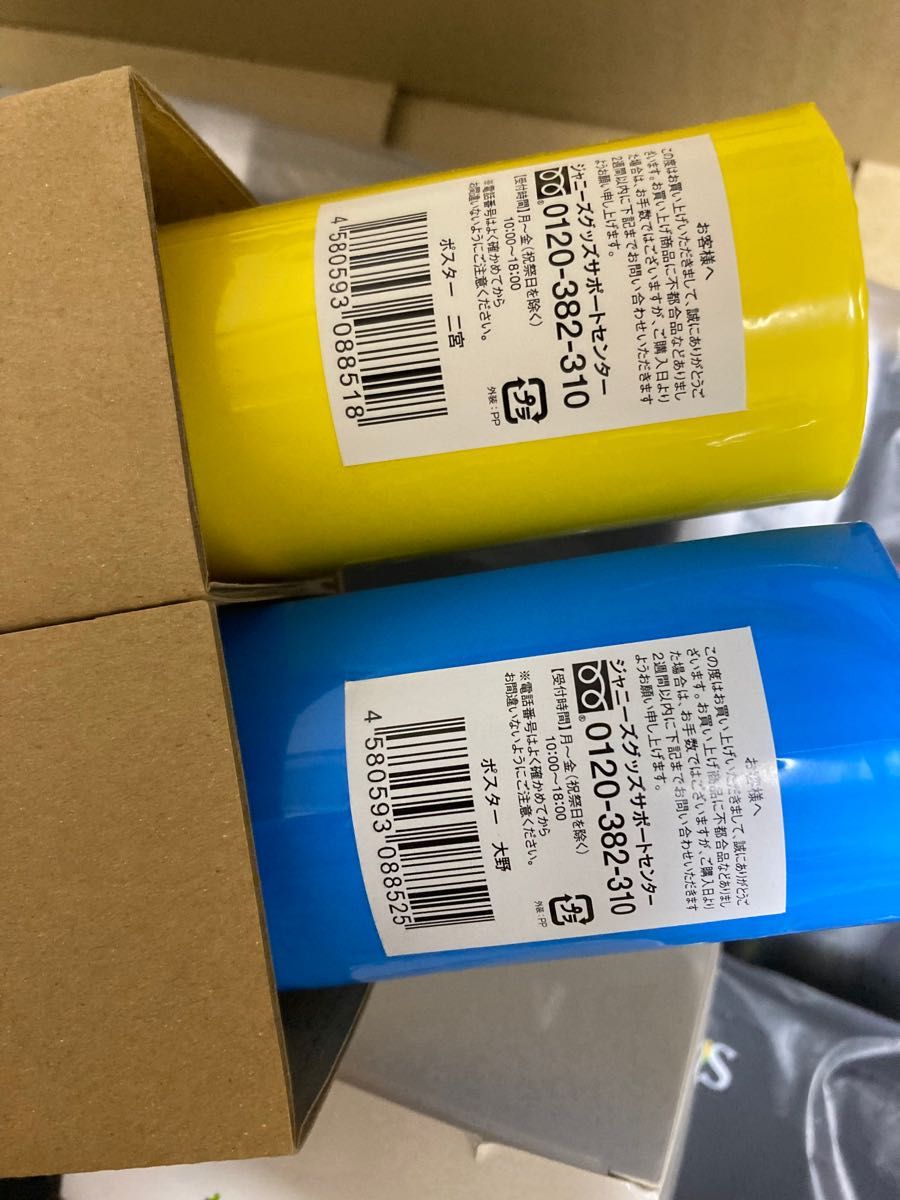 お客様へ
この度はお買い上げいただきまして、誠にありがとうご
ざいます。お買い上げ商品に不都合品などありまし
た場合は、お手数ではございますが、ご購入日より
2週間以内に下記までお問い合わせいただきます
ようお願い申し上げます。
ジャニーズグッズサポートセンター
0120-382-310
【受付時間】月〜金(祝祭日を除く)
10:00〜18:00
※電話番号はよく確かめてから
お間違いないようにご注意ください。
プラ
外装:PP
ポスター 二宮
4 580593 088518
お客様へ
この度はお買い上げいただきまして、誠にありがとうご
ざいます。お買い上げ商品に不都合品などありまし
た場合は、お手数ではございますが、ご購入日より
2週間以内に下記までお問い合わせいただきます
ようお願い申し上げます。
ジャニーズグッズサポートセンター
0120-382-310
【受付時間】月〜金(祝祭日を除く)
10:00〜18:00
※電話番号はよく確かめてから
お間違いないようにご注意ください。
プラ
外装:PP
ポスター 大野
4 580593 088525